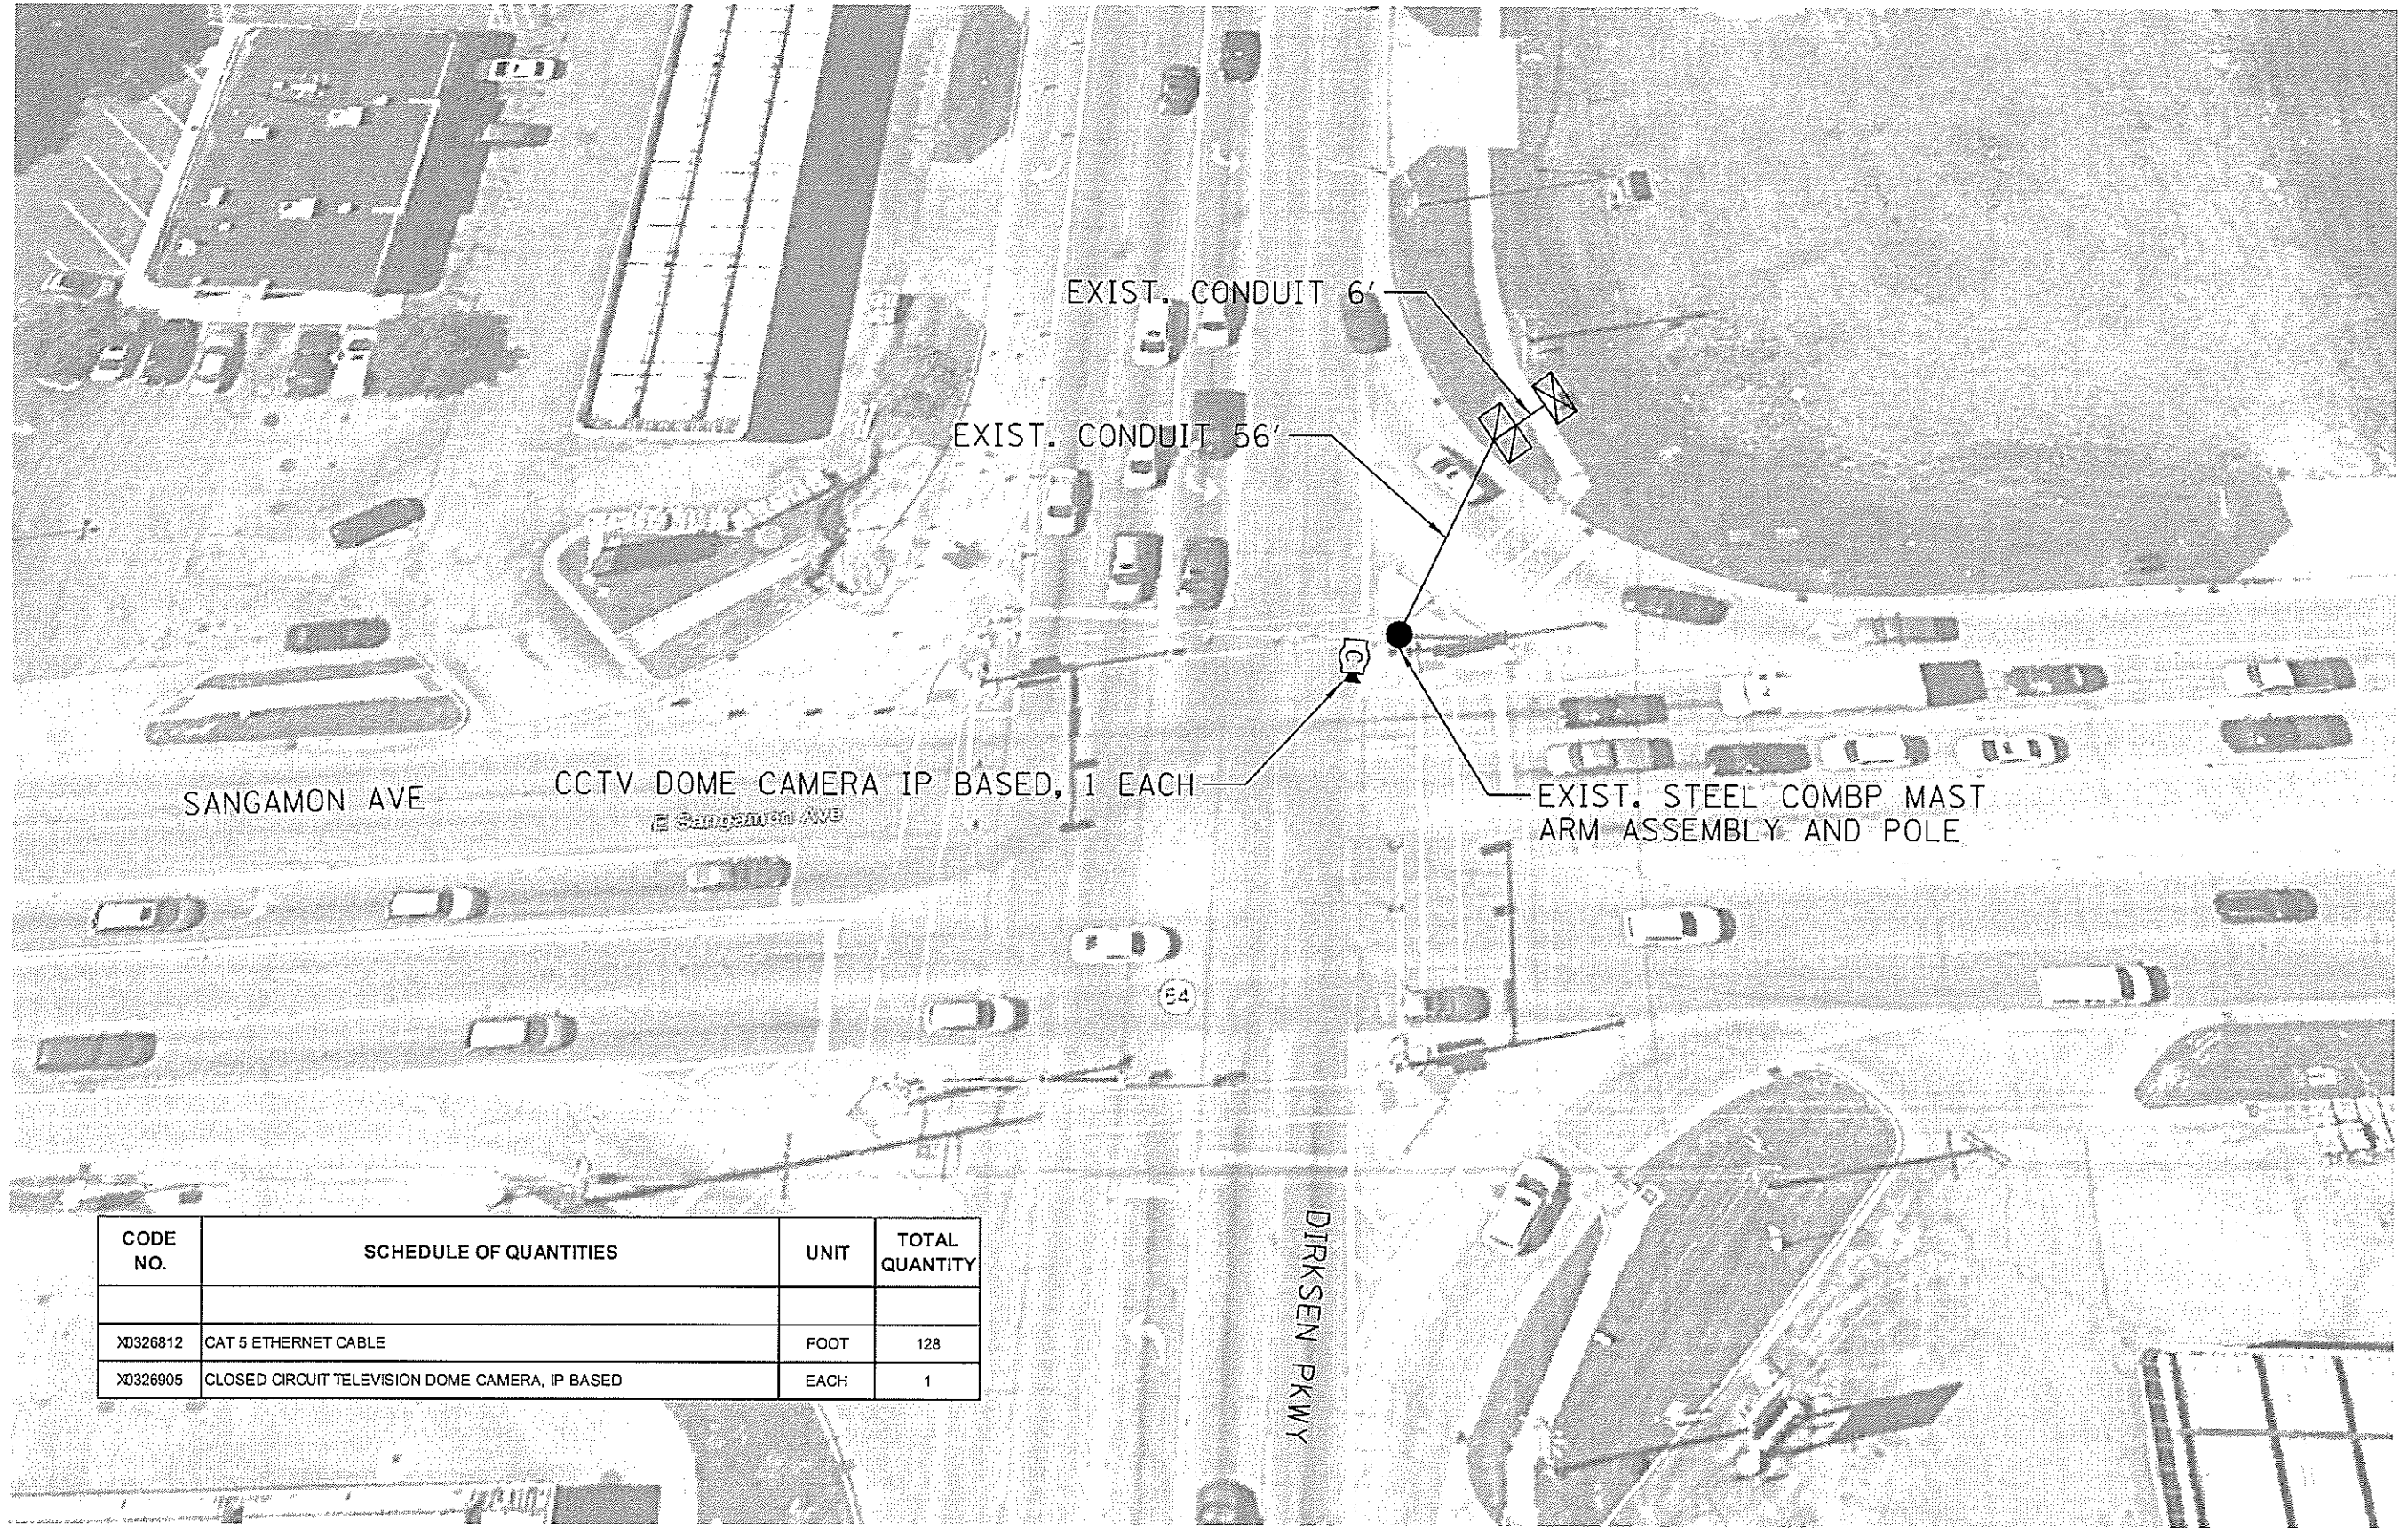 EXIST. CONDUIT 6'
EXIST. CONDUIT 56'
C
SANGAMON AVE
CCTV DOME CAMERA IP BASED, 1 EACH
E Sangamon Ave
EXIST. STEEL COMBP MAST
ARM ASSEMBLY AND POLE
54
DIRKSEN PKWY
CODE NO. SCHEDULE OF QUANTITIES UNIT TOTAL QUANTITY
X0326812 CAT 5 ETHERNET CABLE FOOT 128
X0326905 CLOSED CIRCUIT TELEVISION DOME CAMERA, IP BASED EACH 1